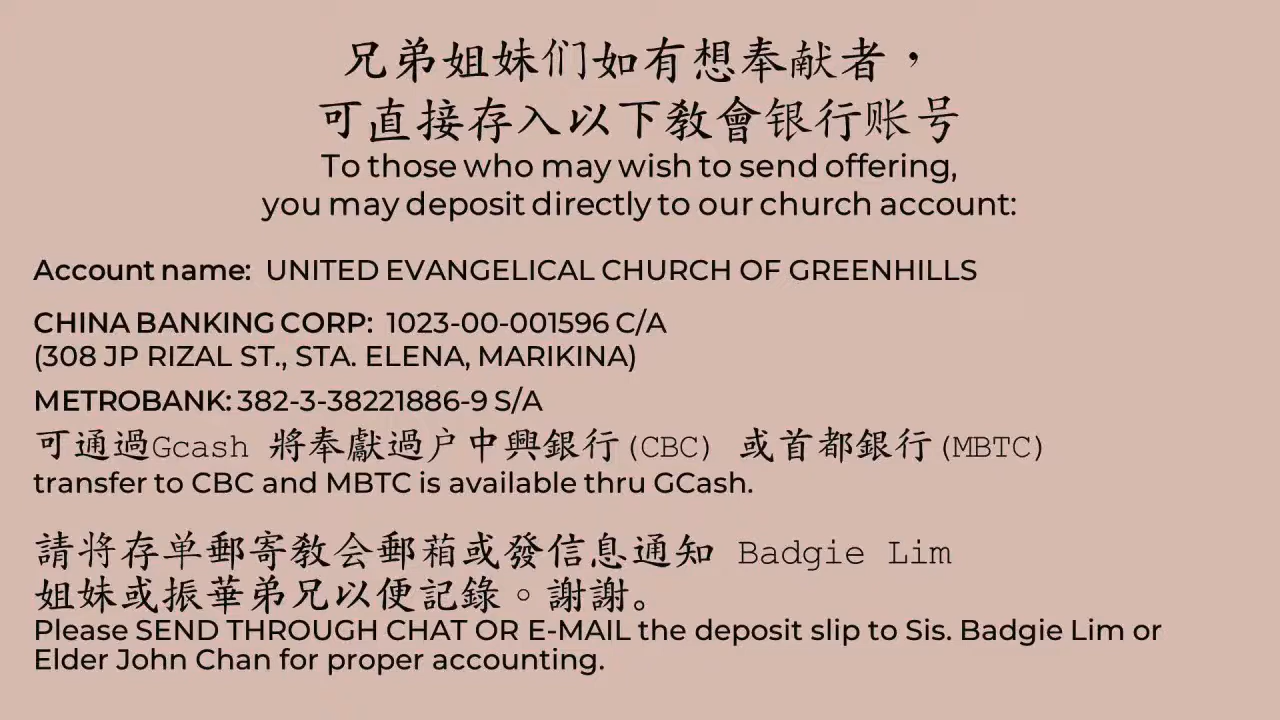 兄弟姐妹们如有想奉献者，
可直接存入以下教會银行账号
To those who may wish to send offering,
you may deposit directly to our church account:
Account name: UNITED EVANGELICAL CHURCH OF GREENHILLS
CHINA BANKING CORP: 1023-00-001596 C/A
(308 JP RIZAL ST., STA. ELENA, MARIKINA)
METROBANK: 382-3-38221886-9 S/A
可通過Gcash 將奉獻過户中興銀行(CBC) 或首都銀行(MBTC)
transfer to CBC and MBTC is available thru GCash.
請將存单郵寄教会郵箱或發信息通知 Badgie Lim
姐妹或振華弟兄以便記錄。謝謝。
Please SEND THROUGH CHAT OR E-MAIL the deposit slip to Sis. Badgie Lim or
Elder John Chan for proper accounting.